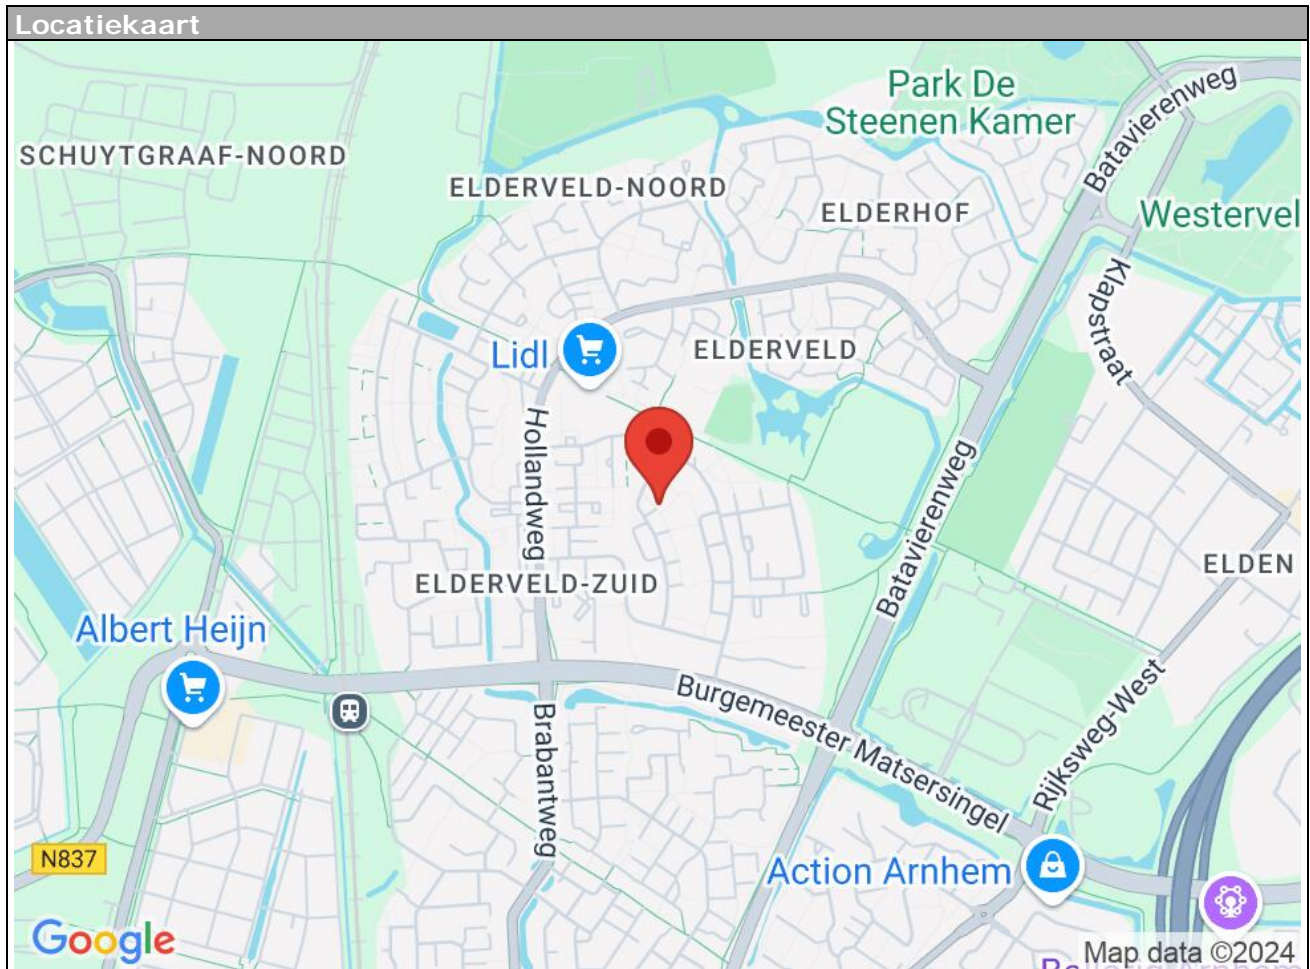 Locatiekaart
Park De
Steenen Kamer
Batavierenweg
SCHUYTGRAAF-NOORD
ELDERVELD-NOORD
ELDERHOF
Westervel
Klapstraat
Lidl
ELDERVELD
Hollandweg
Batavierenweg
ELDEN
ELDERVELD-ZUID
Albert Heijn
Burgemeester Matsersingel
Rijksweg-West
Brabantweg
N837
Action Arnhem
Google
Map data ©2024